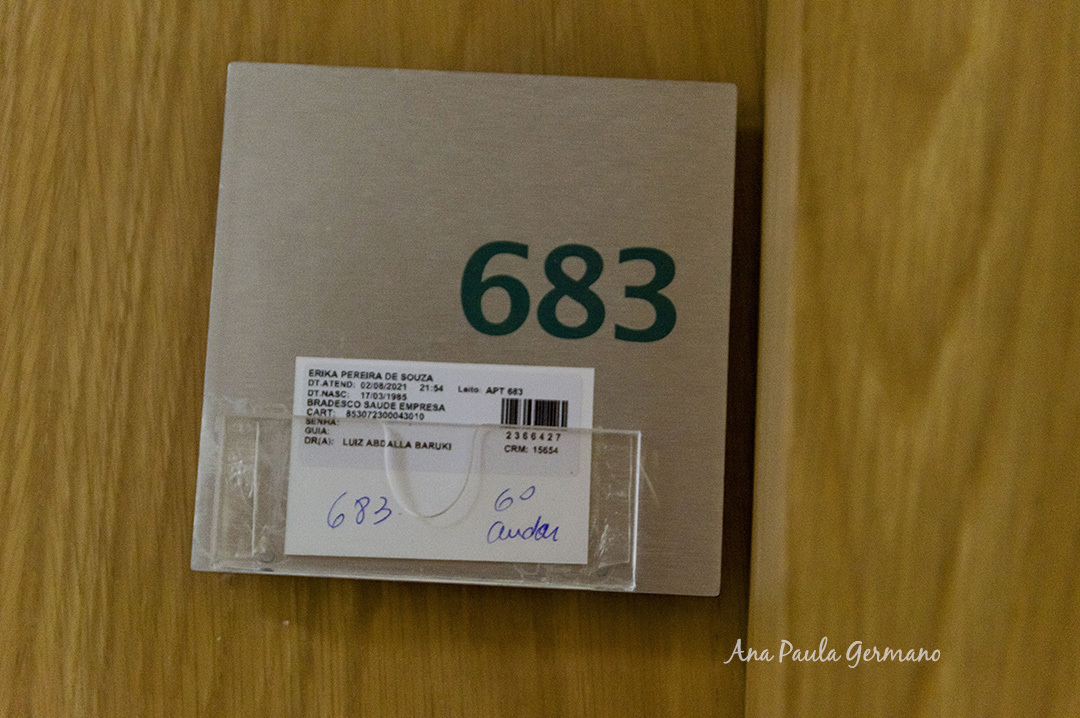 683
ERIKA PEREIRA DE SOUZA
DT.ATEND: 02/06/2021 21:54 Leito: APT 683
DT.NASC: 17/03/1985
BRADESCO SAUDE EMPRESA
CART: 853072300043010
SENHA:
GUIA:
2366427
DR(A): LUIZ ABDALLA BARUKI CRM: 15654
683 6º
andar
Ana Paula Germano